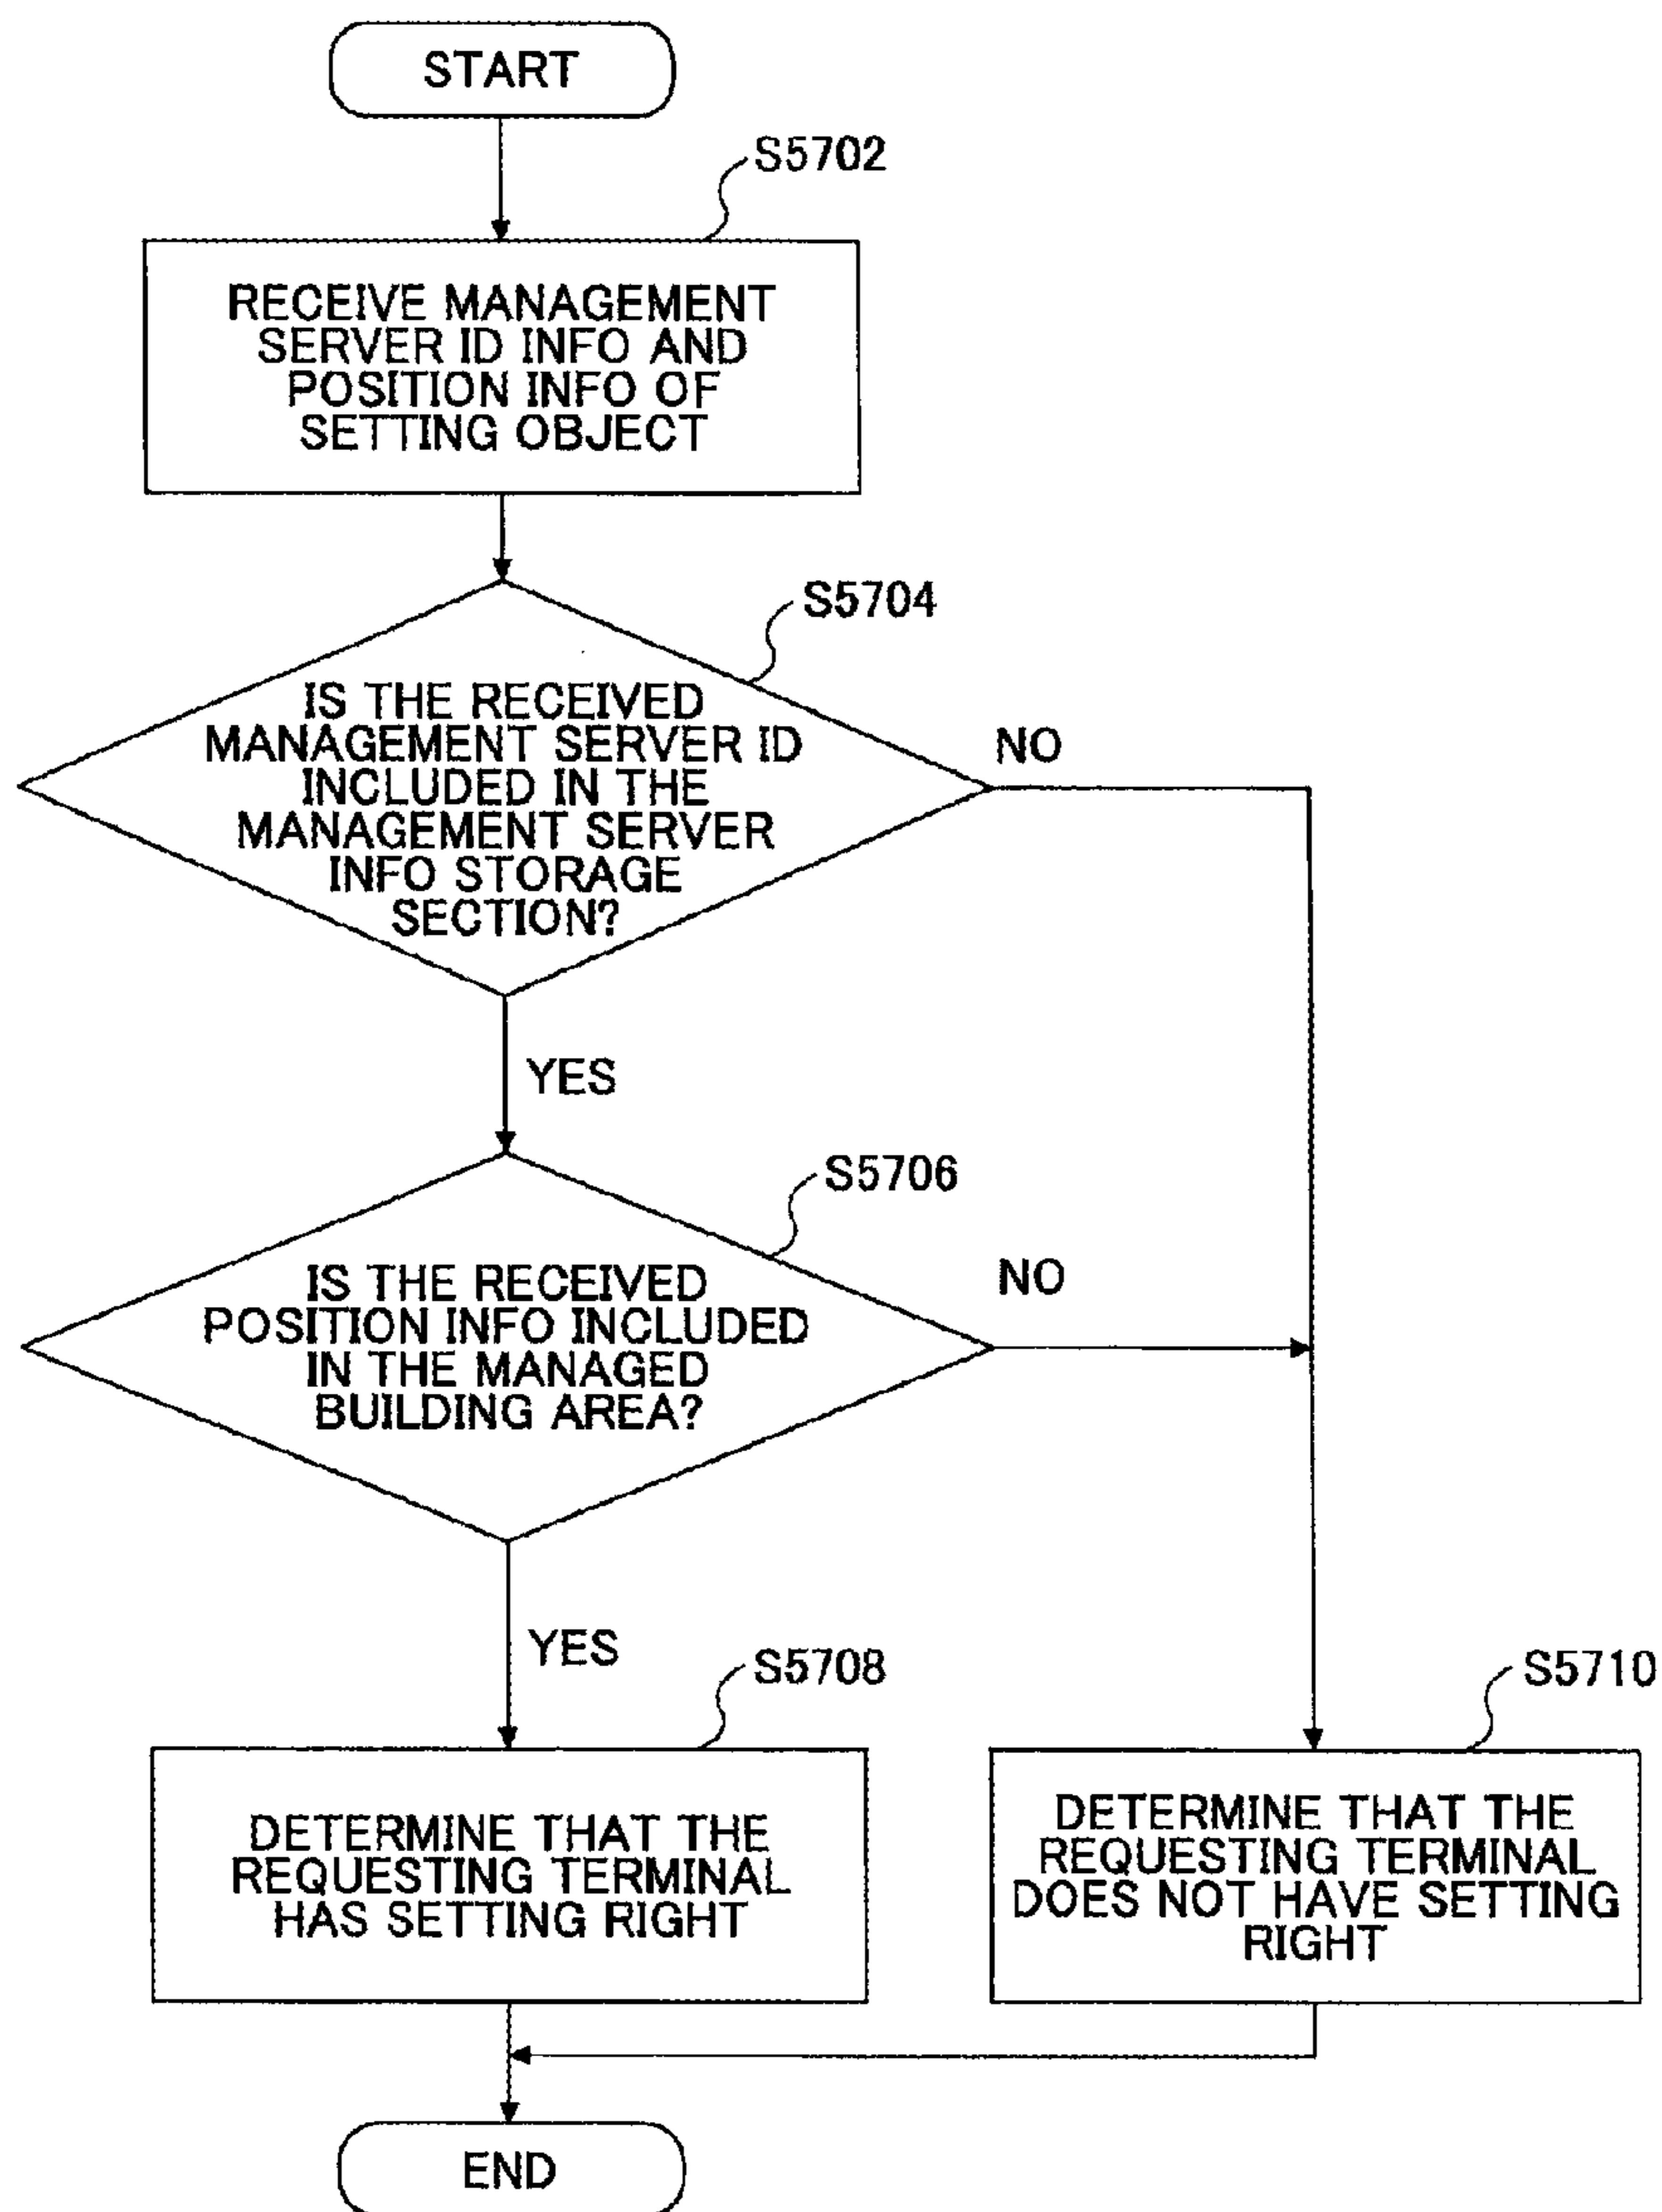 START
S5702
RECEIVE MANAGEMENT
SERVER ID INFO AND
POSITION INFO OF
SETTING OBJECT
S5704
IS THE RECEIVED
MANAGEMENT SERVER ID
INCLUDED IN THE
MANAGEMENT SERVER
INFO STORAGE
SECTION?
NO
YES
S5706
IS THE RECEIVED
POSITION INFO INCLUDED
IN THE MANAGED
BUILDING AREA?
NO
YES
S5708
DETERMINE THAT THE
REQUESTING TERMINAL
HAS SETTING RIGHT
S5710
DETERMINE THAT THE
REQUESTING TERMINAL
DOES NOT HAVE SETTING
RIGHT
END